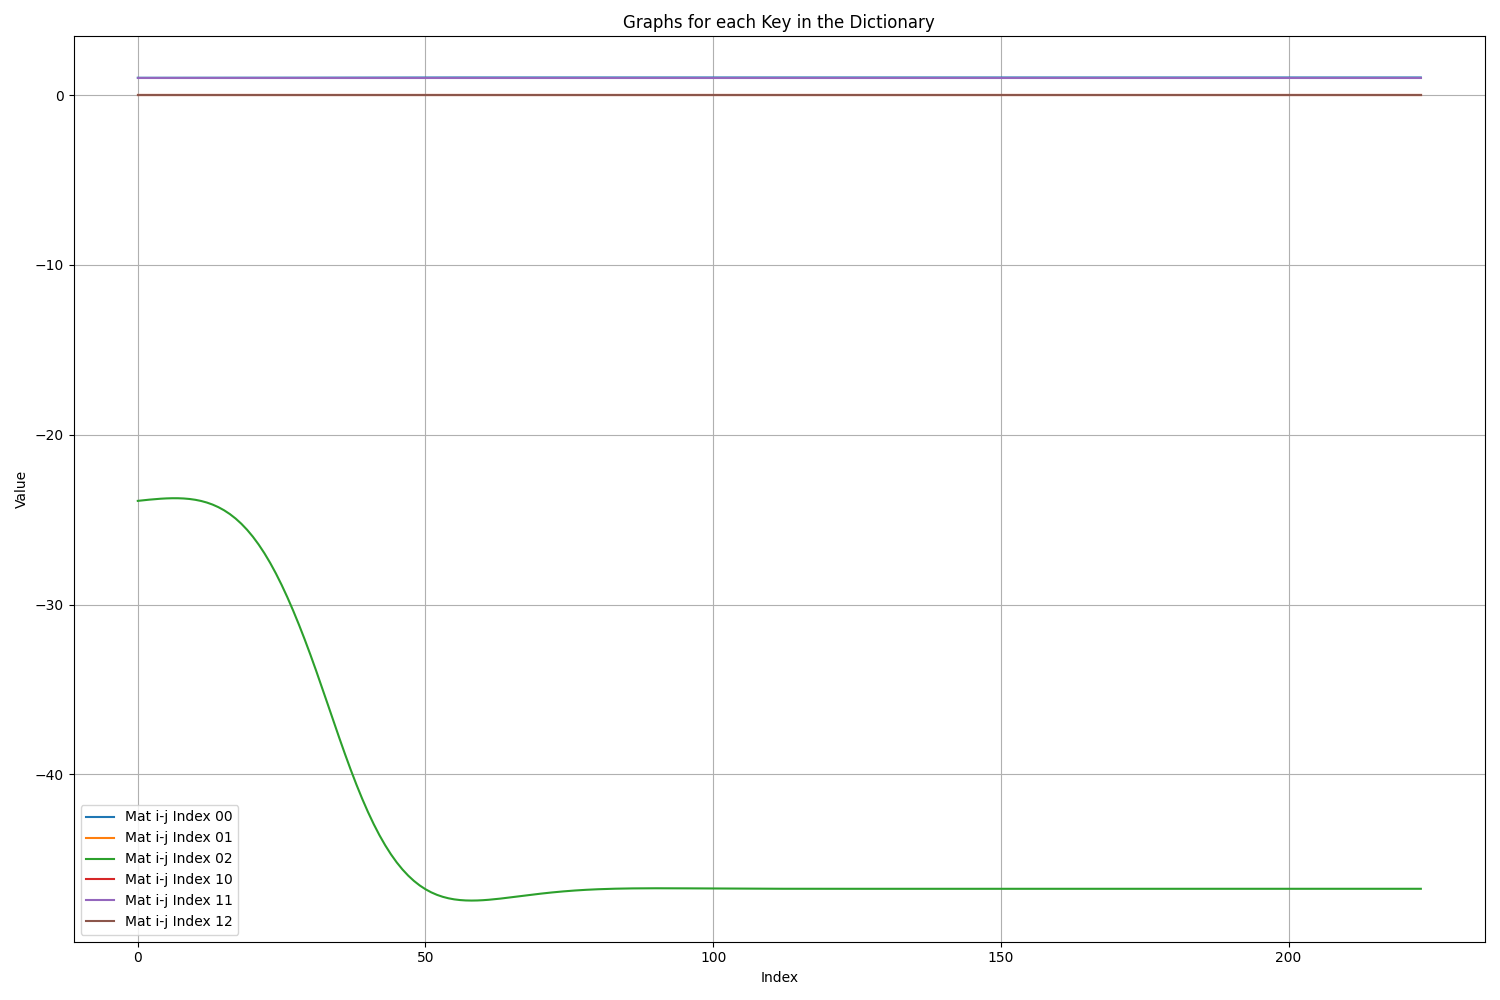 Graphs for each Key in the Dictionary
0
−10
−20
−30
−40
Value
Mat i-j Index 00
Mat i-j Index 01
Mat i-j Index 02
Mat i-j Index 10
Mat i-j Index 11
Mat i-j Index 12
0 50 100 150 200
Index